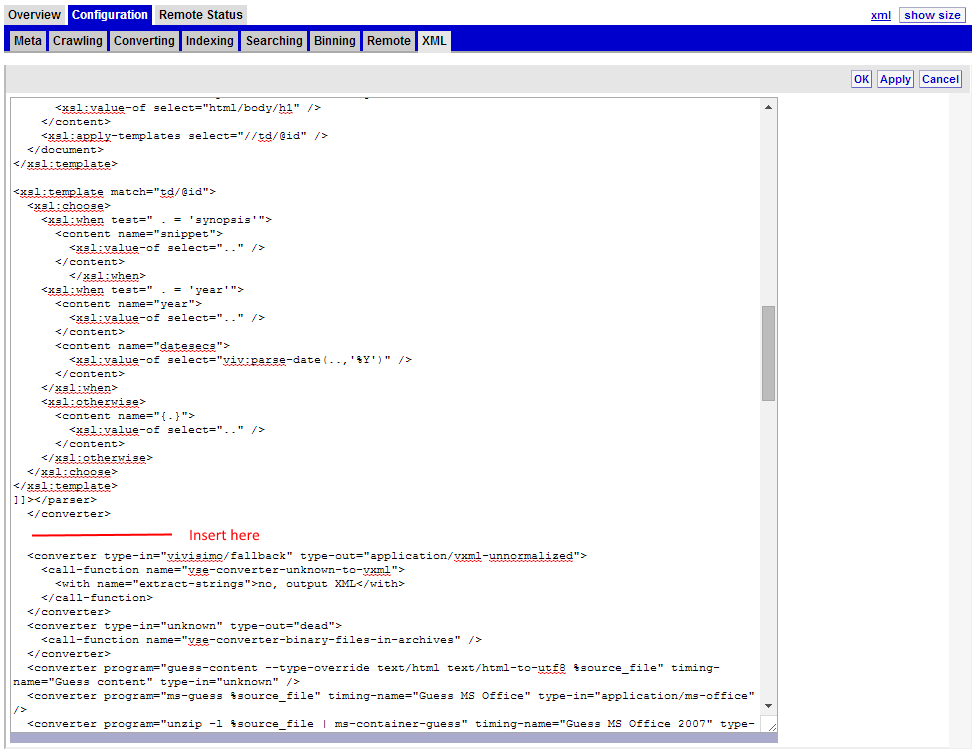 Overview Configuration Remote Status xml show size
Meta Crawling Converting Indexing Searching Binning Remote XML
OK Apply Cancel
<xsl:value-of select="html/body/h1" />
</content>
<xsl:apply-templates select="//td/@id" />
</document>
</xsl:template>
<xsl:template match="td/@id">
<xsl:choose>
<xsl:when test=" . = 'synopsis'">
<content name="snippet">
<xsl:value-of select=".." />
</content>
</xsl:when>
<xsl:when test=" . = 'year'">
<content name="year">
<xsl:value-of select=".." />
</content>
<content name="datesecs">
<xsl:value-of select="viv:parse-date(..,'%Y')" />
</content>
</xsl:when>
<xsl:otherwise>
<content name="{.}">
<xsl:value-of select=".." />
</content>
</xsl:otherwise>
</xsl:choose>
</xsl:template>
]]></parser>
</converter>
Insert here
<converter type-in="vivisimo/fallback" type-out="application/vxml-unnormalized">
<call-function name="vse-converter-unknown-to-vxml">
<with name="extract-strings">no, output XML</with>
</call-function>
</converter>
<converter type-in="unknown" type-out="dead">
<call-function name="vse-converter-binary-files-in-archives" />
</converter>
<converter program="guess-content --type-override text/html text/html-to-utf8 %source_file" timing-
name="Guess content" type-in="unknown" />
<converter program="ms-guess %source_file" timing-name="Guess MS Office" type-in="application/ms-office"
/>
<converter program="unzip -l %source_file | ms-container-guess" timing-name="Guess MS Office 2007" type-